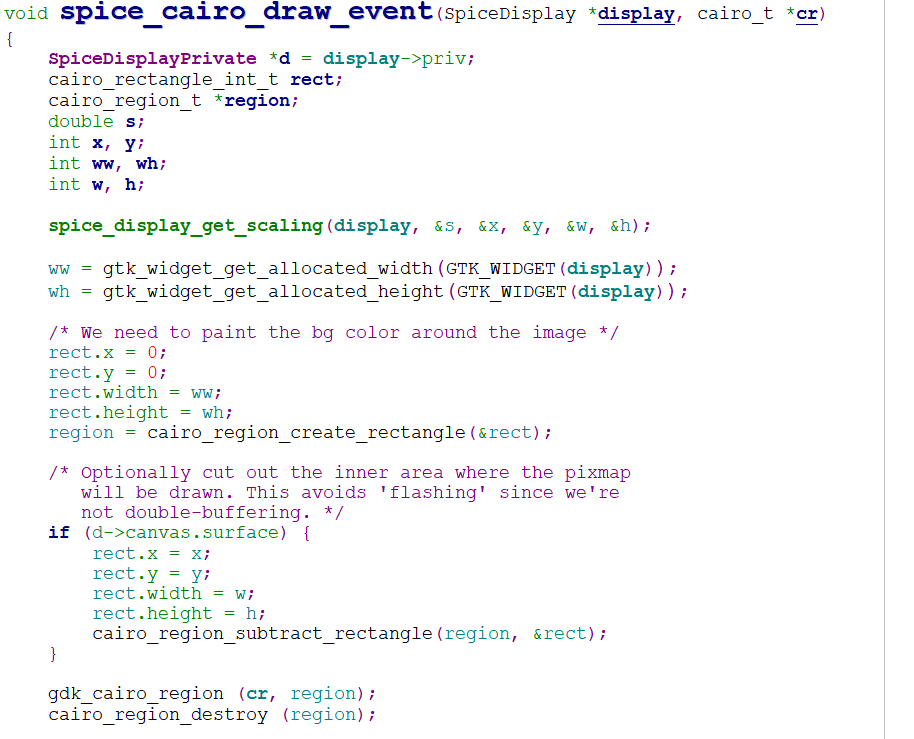 void spice_cairo_draw_event(SpiceDisplay *display, cairo_t *cr)
{
    SpiceDisplayPrivate *d = display->priv;
    cairo_rectangle_int_t rect;
    cairo_region_t *region;
    double s;
    int x, y;
    int ww, wh;
    int w, h;

    spice_display_get_scaling(display, &s, &x, &y, &w, &h);

    ww = gtk_widget_get_allocated_width(GTK_WIDGET(display));
    wh = gtk_widget_get_allocated_height(GTK_WIDGET(display));

    /* We need to paint the bg color around the image */
    rect.x = 0;
    rect.y = 0;
    rect.width = ww;
    rect.height = wh;
    region = cairo_region_create_rectangle(&rect);

    /* Optionally cut out the inner area where the pixmap
       will be drawn. This avoids 'flashing' since we're
       not double-buffering. */
    if (d->canvas.surface) {
        rect.x = x;
        rect.y = y;
        rect.width = w;
        rect.height = h;
        cairo_region_subtract_rectangle(region, &rect);
    }

    gdk_cairo_region (cr, region);
    cairo_region_destroy (region);